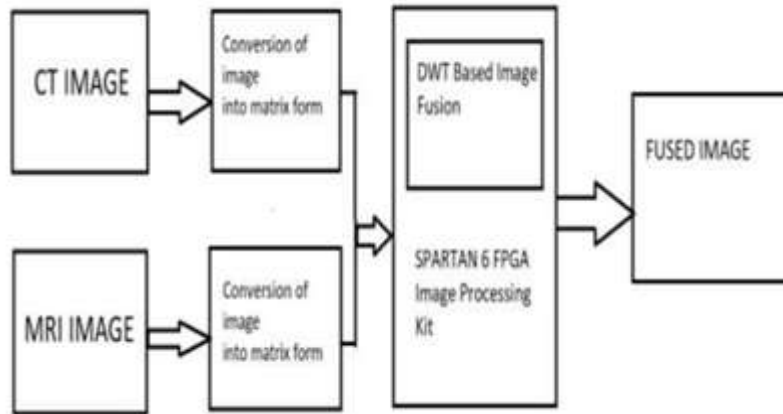 CT IMAGE
Conversion of
image
into matrix form
DWT Based Image
Fusion
FUSED IMAGE
MRI IMAGE
Conversion of
image
into matrix form
SPARTAN 6 FPGA
Image Processing
Kit